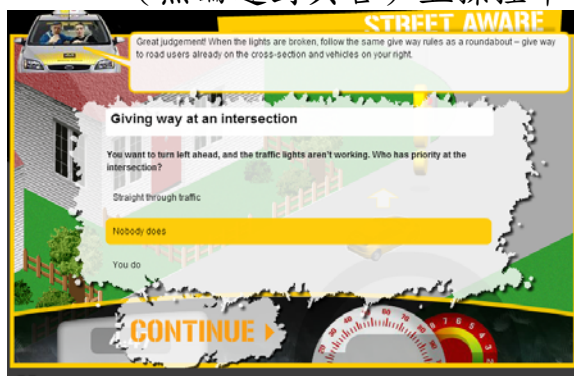 STREET AWARE
Great judgement! When the lights are broken, follow the same give way rules as a roundabout – give way
to road users already on the cross-section and vehicles on your right.
Giving way at an intersection
You want to turn left ahead, and the traffic lights aren't working. Who has priority at the
intersection?
Straight through traffic
Nobody does
You do
CONTINUE